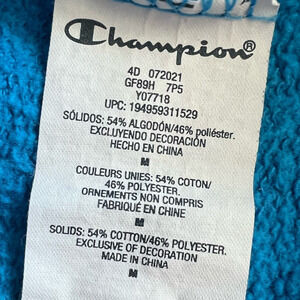 Champion®
4D 072021
GF89H 7P5
Y07718
UPC: 194959311529
SÓLIDOS: 54% ALGODÓN/46% poliéster.
EXCLUYENDO DECORACIÓN
HECHO EN CHINA
M
COULEURS UNIES: 54% COTON/
46% POLYESTER.
ORNEMENTS NON COMPRIS
FABRIQUÉ EN CHINE
M
SOLIDS: 54% COTTON/46% POLYESTER
EXCLUSIVE OF DECORATION
MADE IN CHINA
M